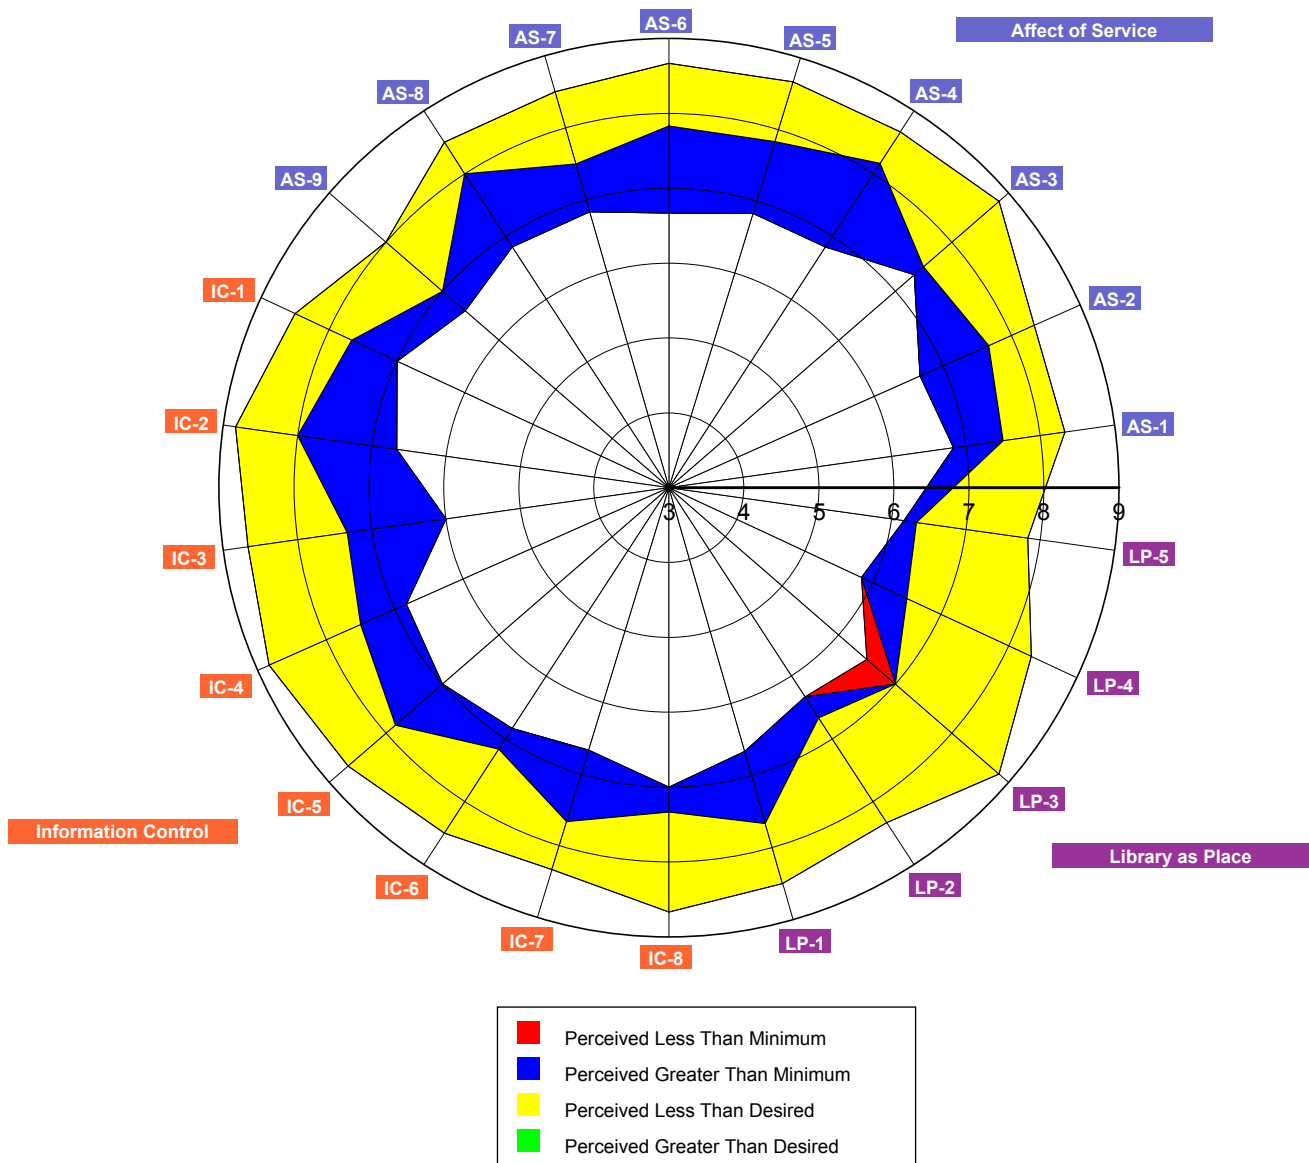 AS-6
AS-7
AS-5
Affect of Service
AS-8
AS-4
AS-9
AS-3
IC-1
AS-2
IC-2
AS-1
3 4 5 6 7 8 9
IC-3
LP-5
IC-4
LP-4
IC-5
LP-3
Information Control
Library as Place
IC-6
LP-2
IC-7
LP-1
IC-8
Perceived Less Than Minimum
Perceived Greater Than Minimum
Perceived Less Than Desired
Perceived Greater Than Desired